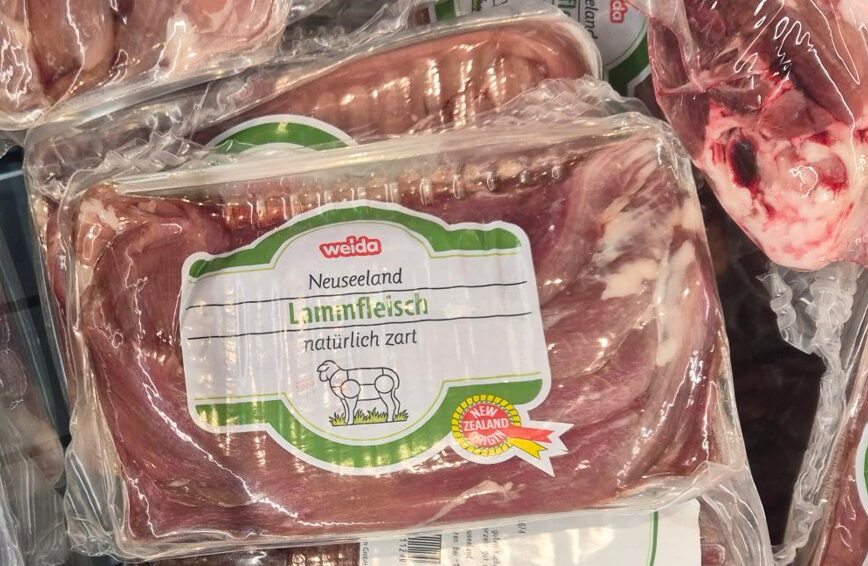 weida
Neuseeland
Lammfleisch
natürlich zart
NEW
ZEALAND
ORIGIN